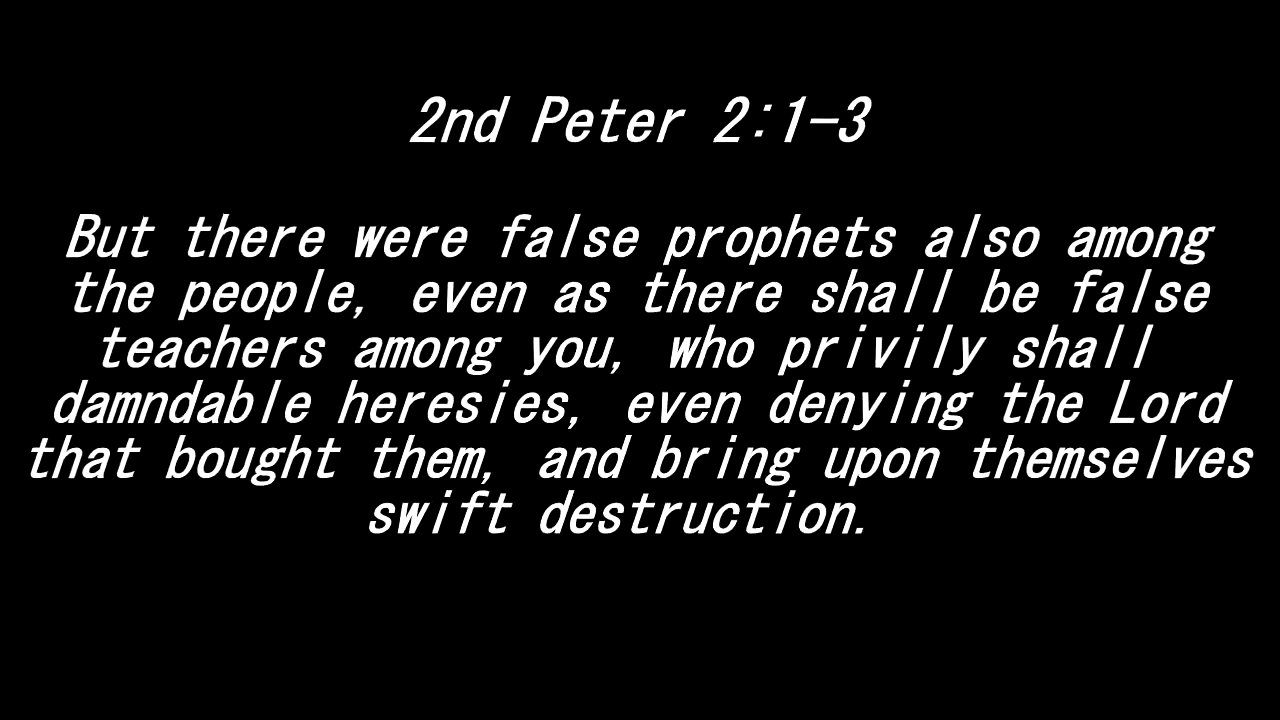 2nd Peter 2:1-3
But there were false prophets also among
the people, even as there shall be false
teachers among you, who privily shall
damndable heresies, even denying the Lord
that bought them, and bring upon themselves
swift destruction.